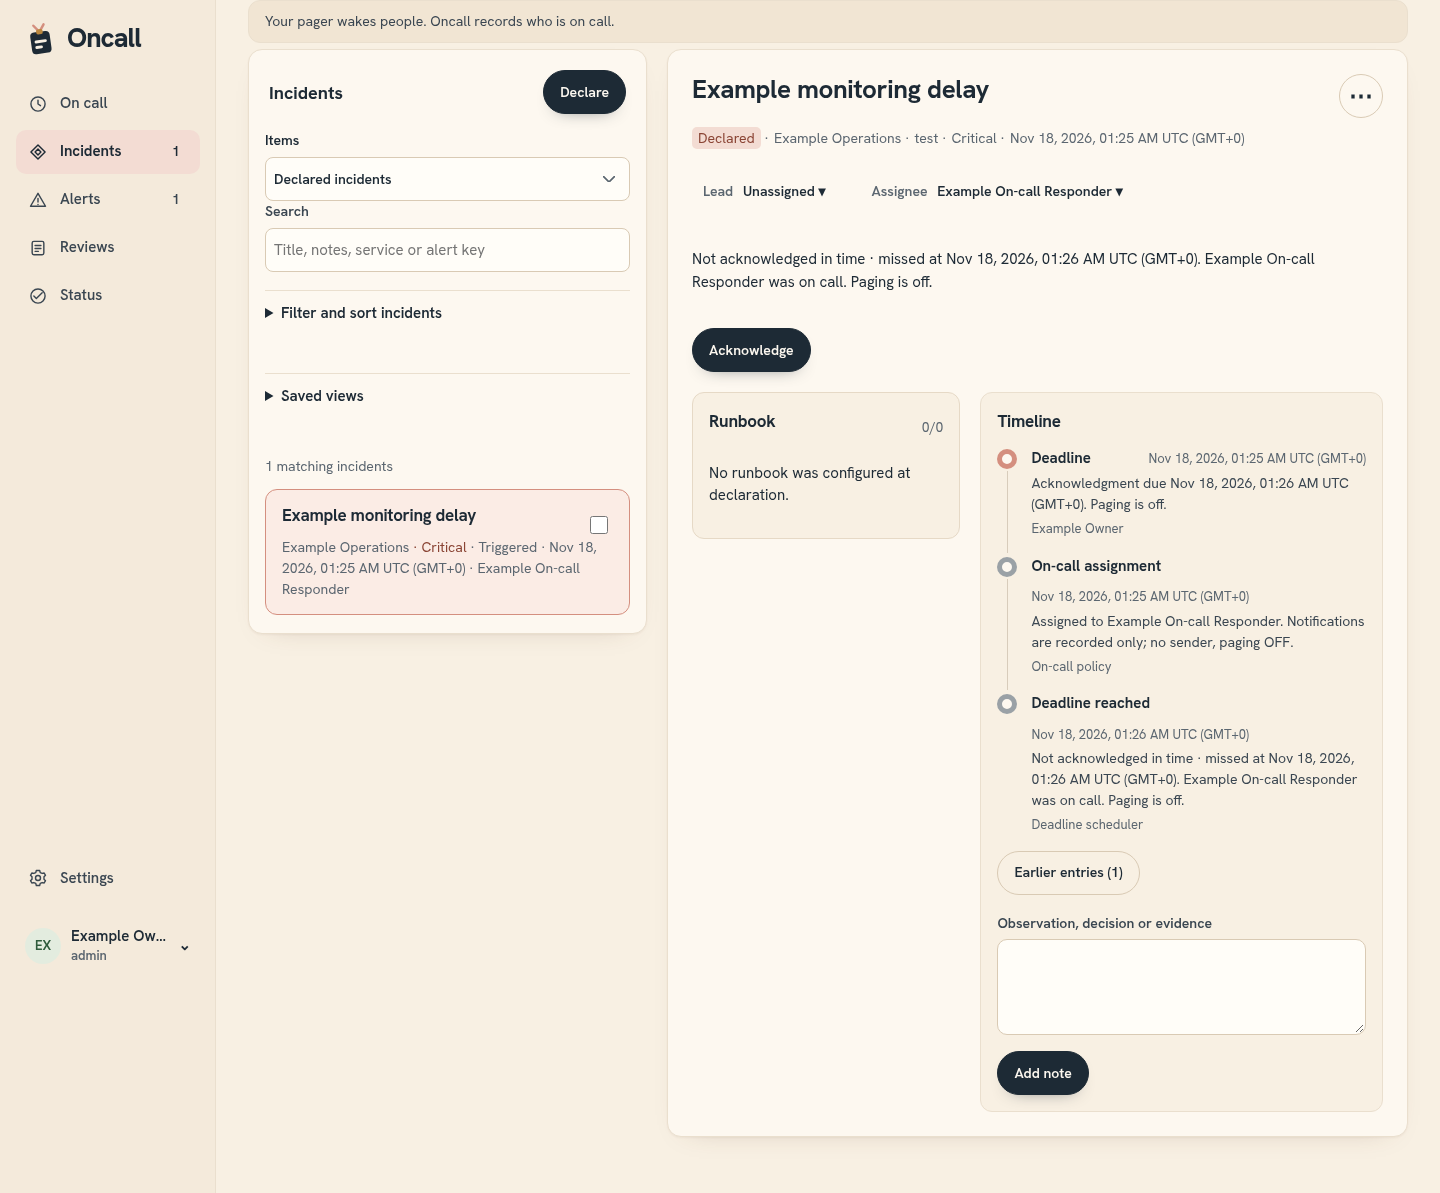 Oncall
On call
Incidents 1
Alerts 1
Reviews
Status
Settings
EX
Example Ow...
admin
Your pager wakes people. Oncall records who is on call.
Incidents
Declare
Items
Declared incidents
Search
Title, notes, service or alert key
Filter and sort incidents
Saved views
1 matching incidents
Example monitoring delay
Example Operations · Critical · Triggered · Nov 18,
2026, 01:25 AM UTC (GMT+0) · Example On-call
Responder
Example monitoring delay
Declared · Example Operations · test · Critical · Nov 18, 2026, 01:25 AM UTC (GMT+0)
Lead Unassigned ▾ Assignee Example On-call Responder ▾
Not acknowledged in time · missed at Nov 18, 2026, 01:26 AM UTC (GMT+0). Example On-call
Responder was on call. Paging is off.
Acknowledge
Runbook 0/0
No runbook was configured at
declaration.
Timeline
Deadline Nov 18, 2026, 01:25 AM UTC (GMT+0)
Acknowledgment due Nov 18, 2026, 01:26 AM UTC
(GMT+0). Paging is off.
Example Owner
On-call assignment
Nov 18, 2026, 01:25 AM UTC (GMT+0)
Assigned to Example On-call Responder. Notifications
are recorded only; no sender, paging OFF.
On-call policy
Deadline reached
Nov 18, 2026, 01:26 AM UTC (GMT+0)
Not acknowledged in time · missed at Nov 18, 2026,
01:26 AM UTC (GMT+0). Example On-call Responder
was on call. Paging is off.
Deadline scheduler
Earlier entries (1)
Observation, decision or evidence
Add note